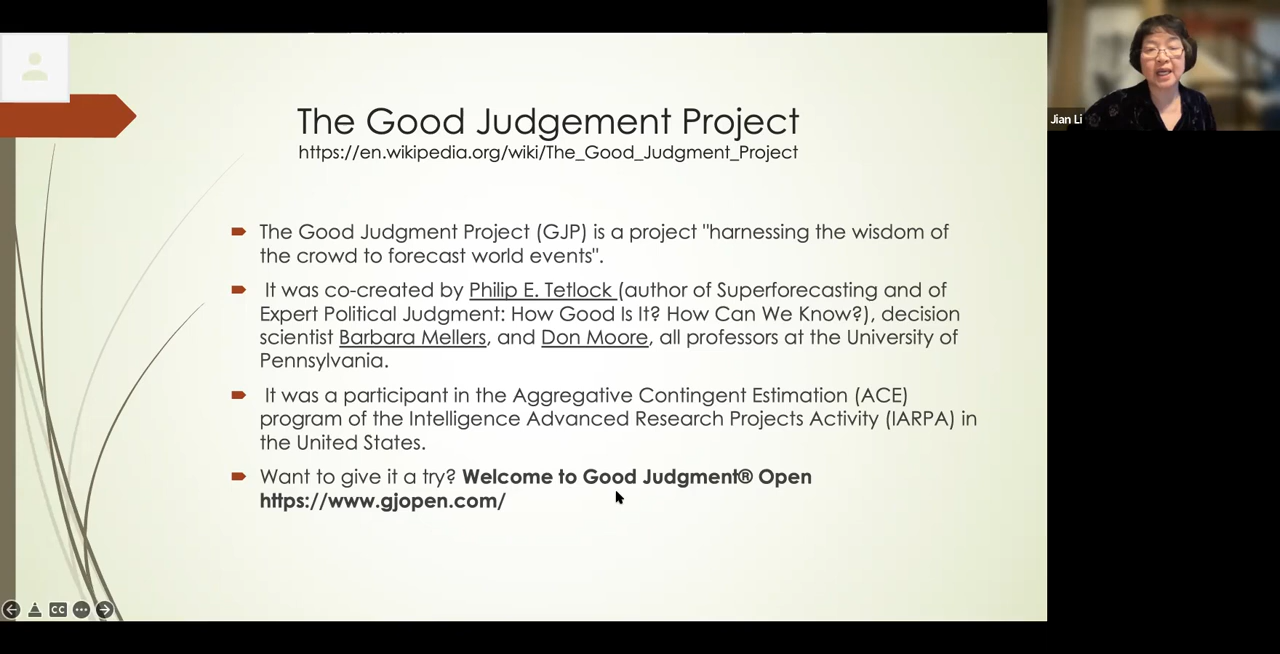 The Good Judgement Project
https://en.wikipedia.org/wiki/The_Good_Judgment_Project
Jian Li
The Good Judgment Project (GJP) is a project "harnessing the wisdom of
the crowd to forecast world events".
It was co-created by Philip E. Tetlock (author of Superforecasting and of
Expert Political Judgment: How Good Is It? How Can We Know?), decision
scientist Barbara Mellers, and Don Moore, all professors at the University of
Pennsylvania.
It was a participant in the Aggregative Contingent Estimation (ACE)
program of the Intelligence Advanced Research Projects Activity (IARPA) in
the United States.
Want to give it a try? Welcome to Good Judgment® Open
https://www.gjopen.com/
CC